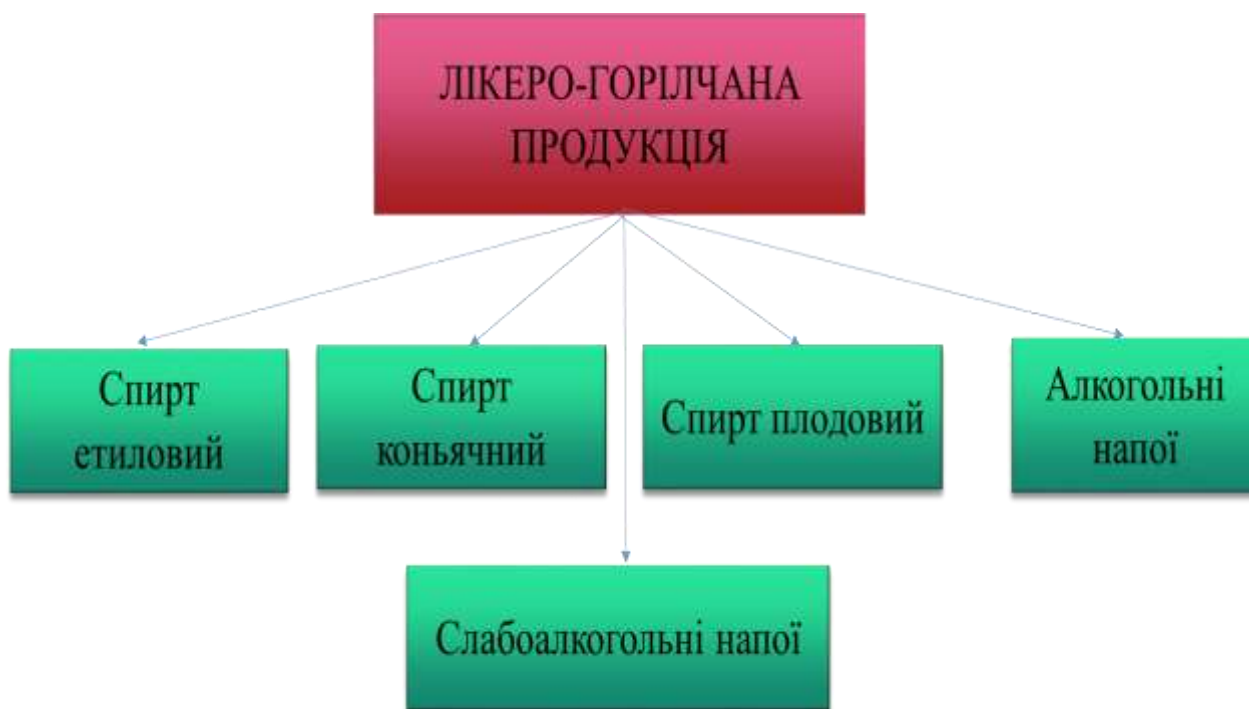 ЛІКЕРО-ГОРІЛЧАНА
ПРОДУКЦІЯ
Спирт
етиловий
Спирт
коньячний
Спирт плодовий
Алкогольні
напої
Слабоалкогольні напої